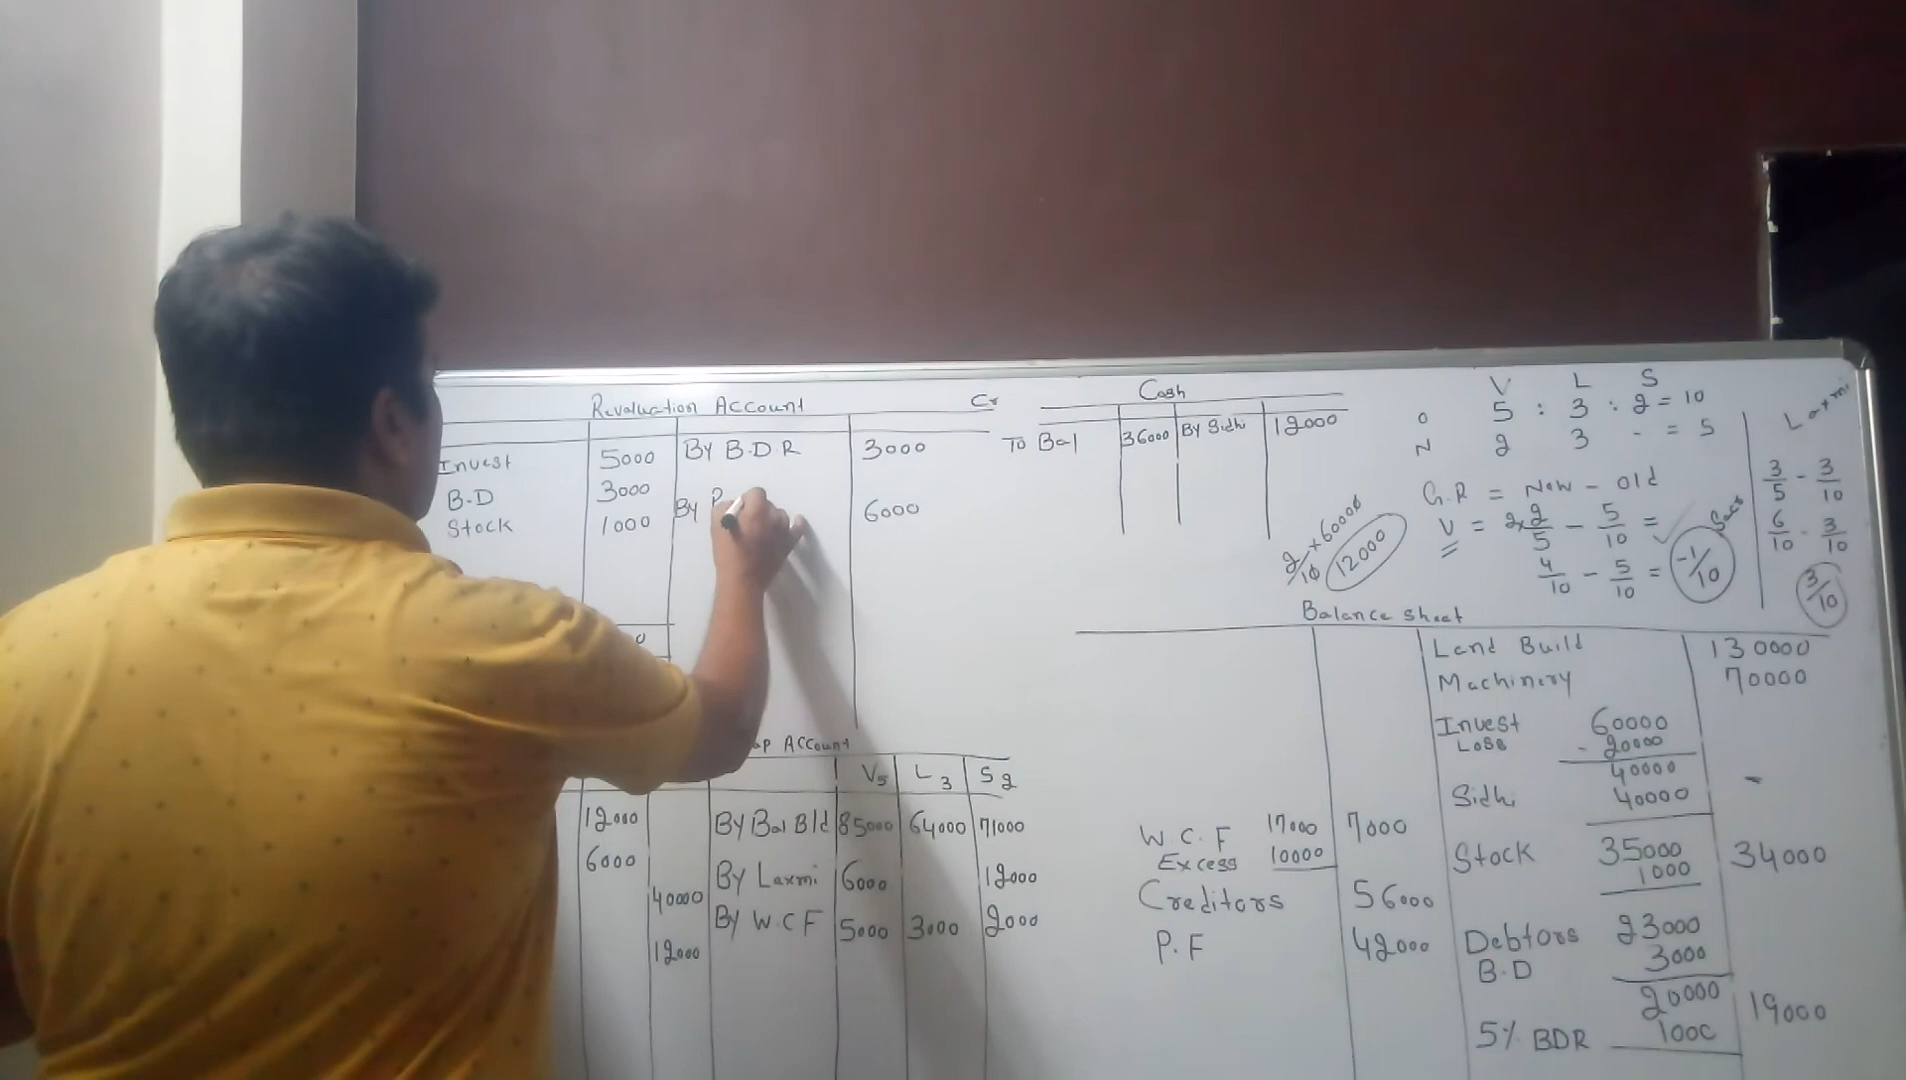 Revaluation Account Cr
Invest 5000 By B.D.R 3000
B.D 3000
Stock 1000 By P 6000
Cash
To Bal 36000 By Sidhi 12000
2/10 × 60000
12000
V L S
O 5 : 3 : 2 = 10
N 2 3 - = 5
G.R = New - Old
V = 2× 2/5 - 5/10 =
4/10 - 5/10 = -1/10
Laxmi
3/5 - 3/10
6/10 - 3/10
3/10
ap Account
V5 L3 S2
12000 By Bal B/d 85000 64000 71000
6000 By Laxmi 6000 12000
40000 By W.C.F 5000 3000 2000
12000
Balance sheet
Land Build 130000
Machinery 70000
Invest 60000
Loss - 20000
40000 -
Sidhi 40000
W.C.F 17000 7000 Stock 35000 34000
Excess 10000 1000
Creditors 56000 Debtors 23000
P.F 42000 B.D 3000
20000 19000
5% BDR 1000